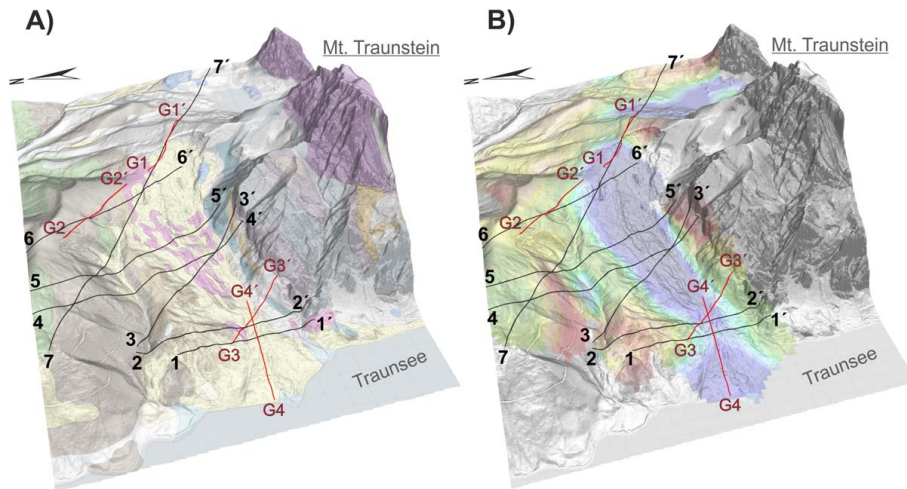 A)
Mt. Traunstein
N
7´
G1´
G1
6´
G2´
5´
3´
4´
G2
6
G3´
5
G4´
2´
4
1´
3
G3
7
2
1
Traunsee
G4
B)
Mt. Traunstein
N
7´
G1´
G1
6´
G2´
5´
3´
G2
6
G3´
5
G4´
2´
4
1´
3
G3
7
2
1
Traunsee
G4